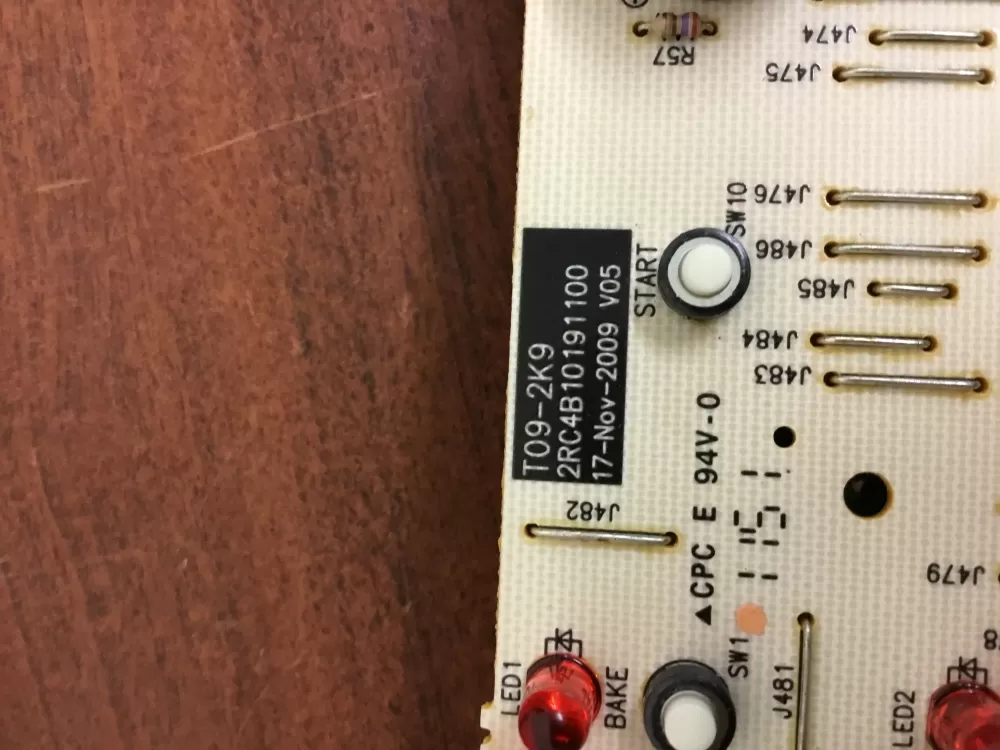 R57
J474
J475
J476
SW10
J486
START
J485
J484
J483
T09-2K9
2RC4B10191100
17-Nov-2009 V05
J482
▲CPC E 94V-0
J479
SW1
LED1
BAKE
J481
LED2